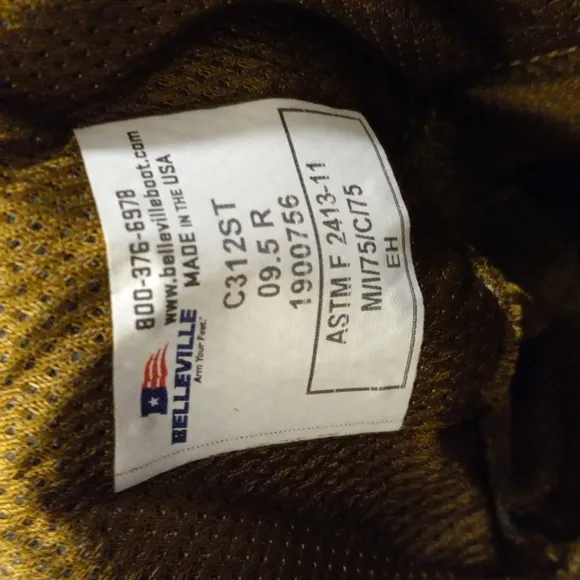 800-376-6978
www.bellevilleboot.com
BELLEVILLE
Arm Your Feet.™
MADE IN THE USA
C312ST
09.5 R
1900756
ASTM F 2413-11
M/I/75/C/75
EH